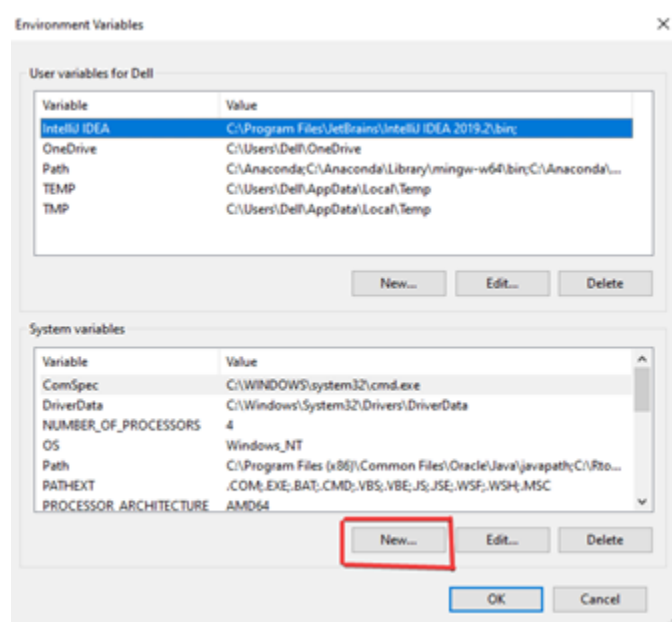 Environment Variables
User variables for Dell
Variable Value
IntelliJ IDEA C:\Program Files\JetBrains\IntelliJ IDEA 2019.2\bin;
OneDrive C:\Users\Dell\OneDrive
Path C:\Anaconda;C:\Anaconda\Library\mingw-w64\bin;C:\Anaconda\...
TEMP C:\Users\Dell\AppData\Local\Temp
TMP C:\Users\Dell\AppData\Local\Temp
New... Edit... Delete
System variables
Variable Value
ComSpec C:\WINDOWS\system32\cmd.exe
DriverData C:\Windows\System32\Drivers\DriverData
NUMBER_OF_PROCESSORS 4
OS Windows_NT
Path C:\Program Files (x86)\Common Files\Oracle\Java\javapath;C:\Rto...
PATHEXT .COM;.EXE;.BAT;.CMD;.VBS;.VBE;.JS;.JSE;.WSF;.WSH;.MSC
PROCESSOR_ARCHITECTURE AMD64
New... Edit... Delete
OK Cancel